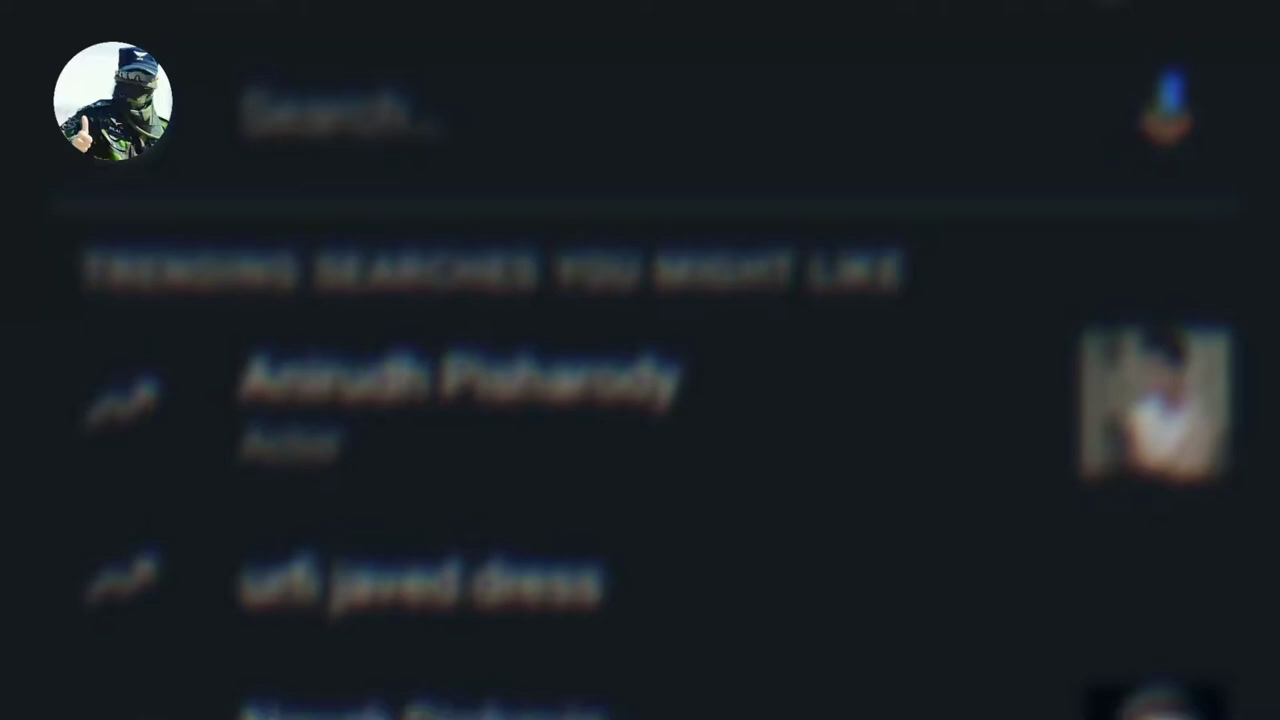 Search...
TRENDING SEARCHES YOU MIGHT LIKE
Anirudh Pisharody
Actor
urfi javed dress